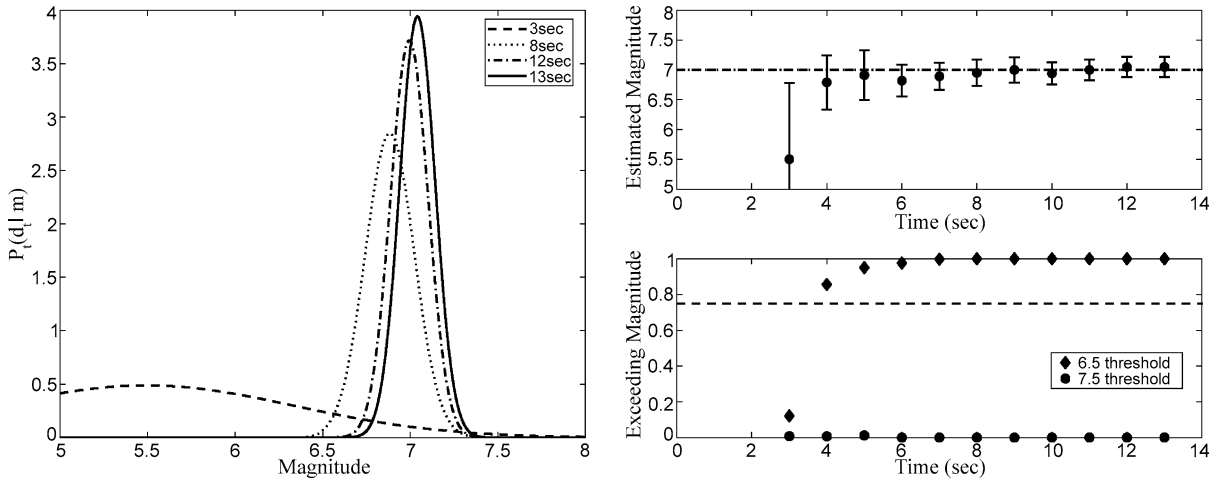 4
3.5
3
2.5
2
1.5
1
0.5
0
5 5.5 6 6.5 7 7.5 8
Magnitude
P_t(d_t| m)
3sec
8sec
12sec
13sec
8
7.5
7
6.5
6
5.5
5
0 2 4 6 8 10 12 14
Time (sec)
Estimated Magnitude
1
0.8
0.6
0.4
0.2
0
0 2 4 6 8 10 12 14
Time (sec)
Exceeding Magnitude
6.5 threshold
7.5 threshold